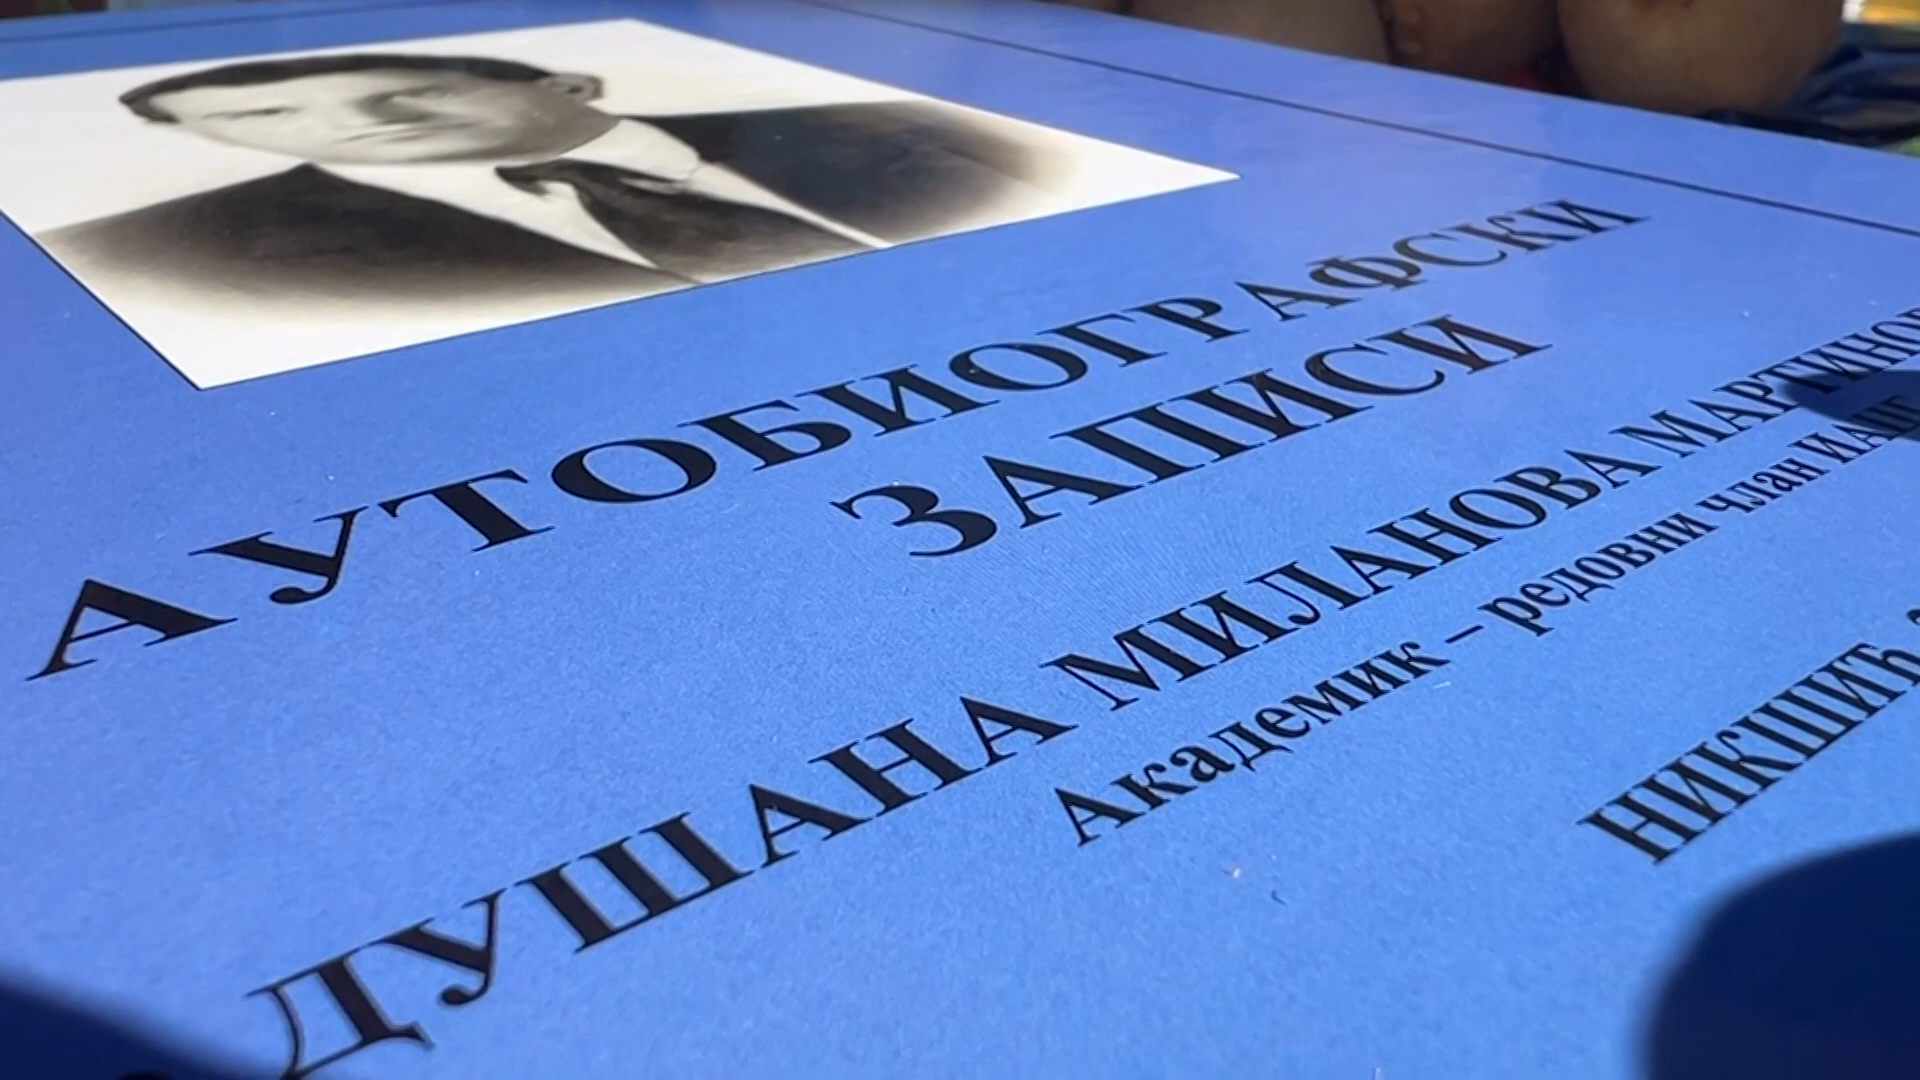 АУТОБИОГРАФСКИ
ЗАПИСИ
ДУШАНА МИЛАНОВА
Академик – редовни члан
НИКШИЋ